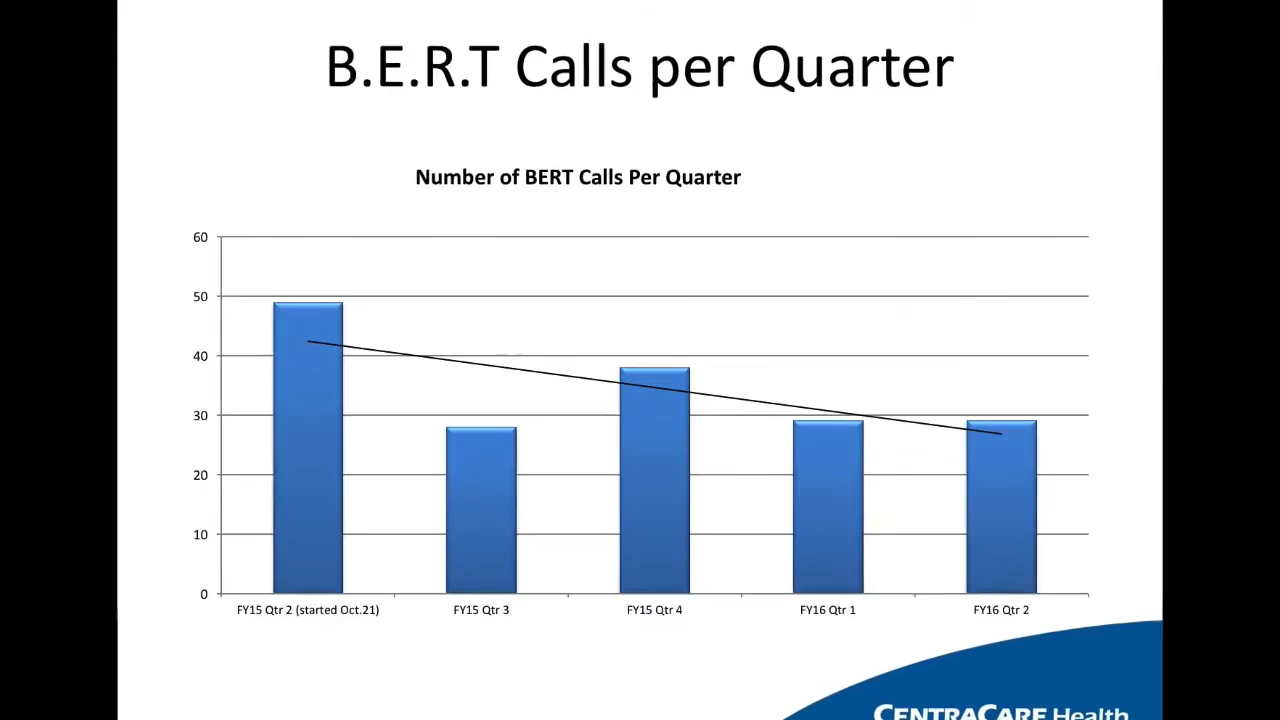 B.E.R.T Calls per Quarter
Number of BERT Calls Per Quarter
60
50
40
30
20
10
0
FY15 Qtr 2 (started Oct.21)
FY15 Qtr 3
FY15 Qtr 4
FY16 Qtr 1
FY16 Qtr 2
CENTRACARE Health